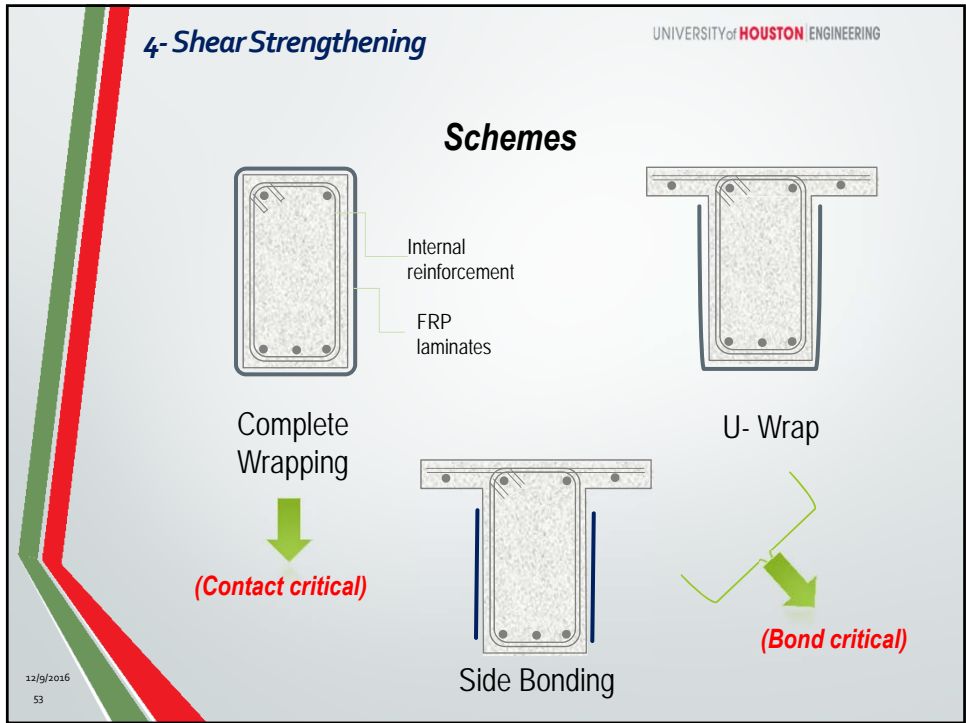 4- Shear Strengthening
UNIVERSITY of HOUSTON ENGINEERING
Schemes
Internal
reinforcement
FRP
laminates
Complete
Wrapping
U- Wrap
(Contact critical)
(Bond critical)
Side Bonding
12/9/2016
53